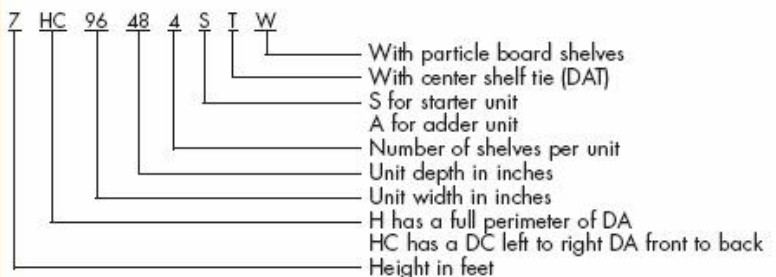 7 HC 96 48 4 S T W
With particle board shelves
With center shelf tie (DAT)
S for starter unit
A for adder unit
Number of shelves per unit
Unit depth in inches
Unit width in inches
H has a full perimeter of DA
HC has a DC left to right DA front to back
Height in feet